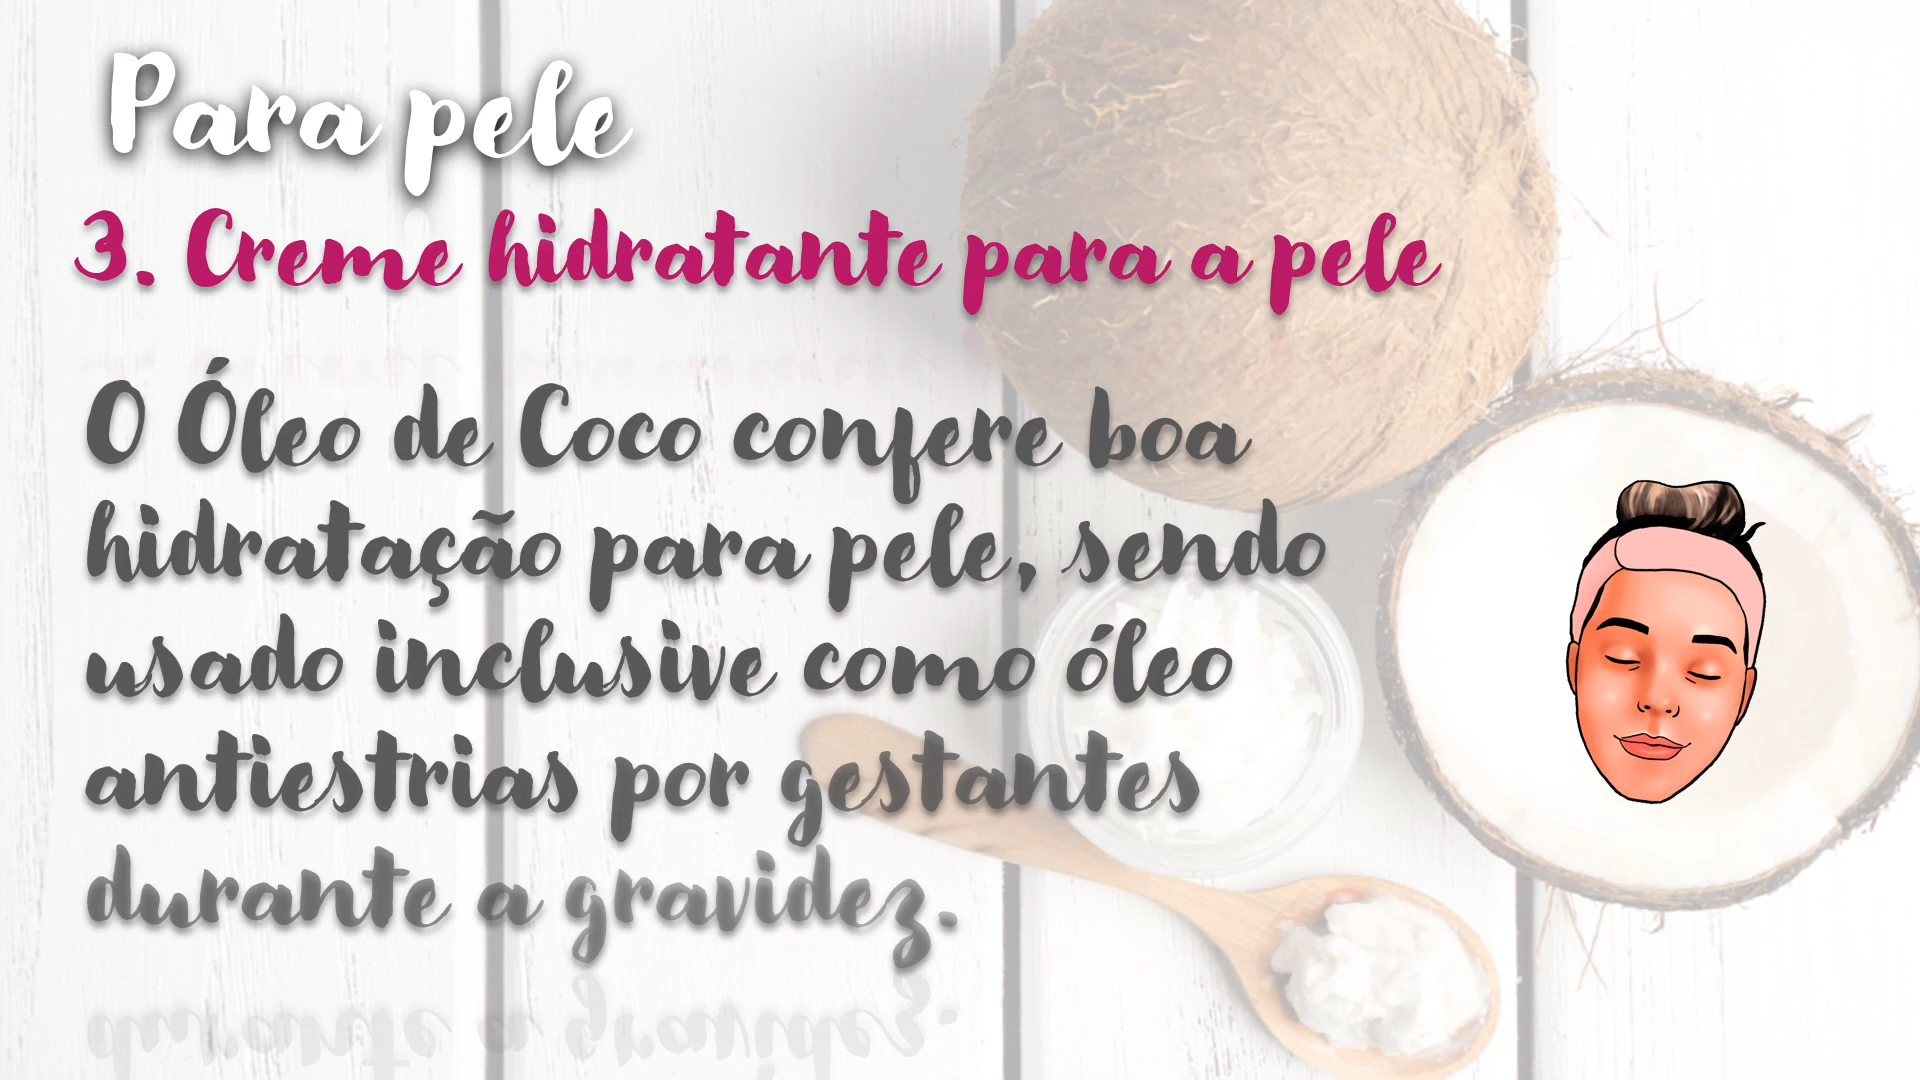 Para pele
3. Creme hidratante para a pele
O Óleo de Coco confere boa
hidratação para pele, sendo
usado inclusive como óleo
antiestrias por gestantes
durante a gravidez.